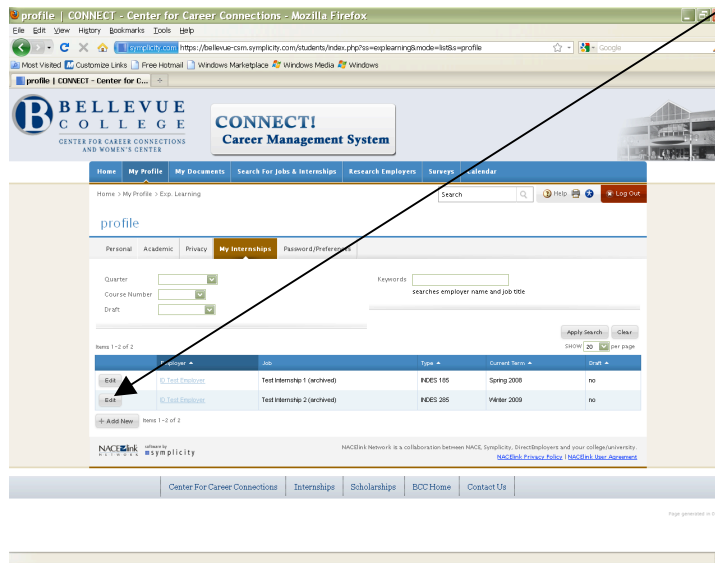 profile | CONNECT - Center for Career Connections - Mozilla Firefox
File Edit View History Bookmarks Tools Help
symplicity.com https://bellevue-csm.symplicity.com/students/index.php?ss=explearning&mode=list&s=profile Google
Most Visited Customize Links Free Hotmail Windows Marketplace Windows Media Windows
profile | CONNECT - Center for C...
BELLEVUE
COLLEGE
CENTER FOR CAREER CONNECTIONS
AND WOMEN'S CENTER
CONNECT!
Career Management System
Home My Profile My Documents Search For Jobs & Internships Research Employers Surveys Calendar
Home > My Profile > Exp. Learning Search Help Log Out
profile
Personal Academic Privacy My Internships Password/Preferences
Quarter Keywords
searches employer name and job title
Course Number
Draft
Apply Search Clear
Items 1-2 of 2 SHOW 20 per page
Employer Job Type Current Term Draft
Edit ID Test Employer Test Internship 1 (archived) INDES 185 Spring 2008 no
Edit ID Test Employer Test Internship 2 (archived) INDES 285 Winter 2009 no
+ Add New Items 1-2 of 2
NACElink NETWORK software by symplicity
NACElink Network is a collaboration between NACE, Symplicity, DirectEmployers and your college/university.
NACElink Privacy Policy | NACElink User Agreement
Center For Career Connections Internships Scholarships BCC Home Contact Us
Page generated in